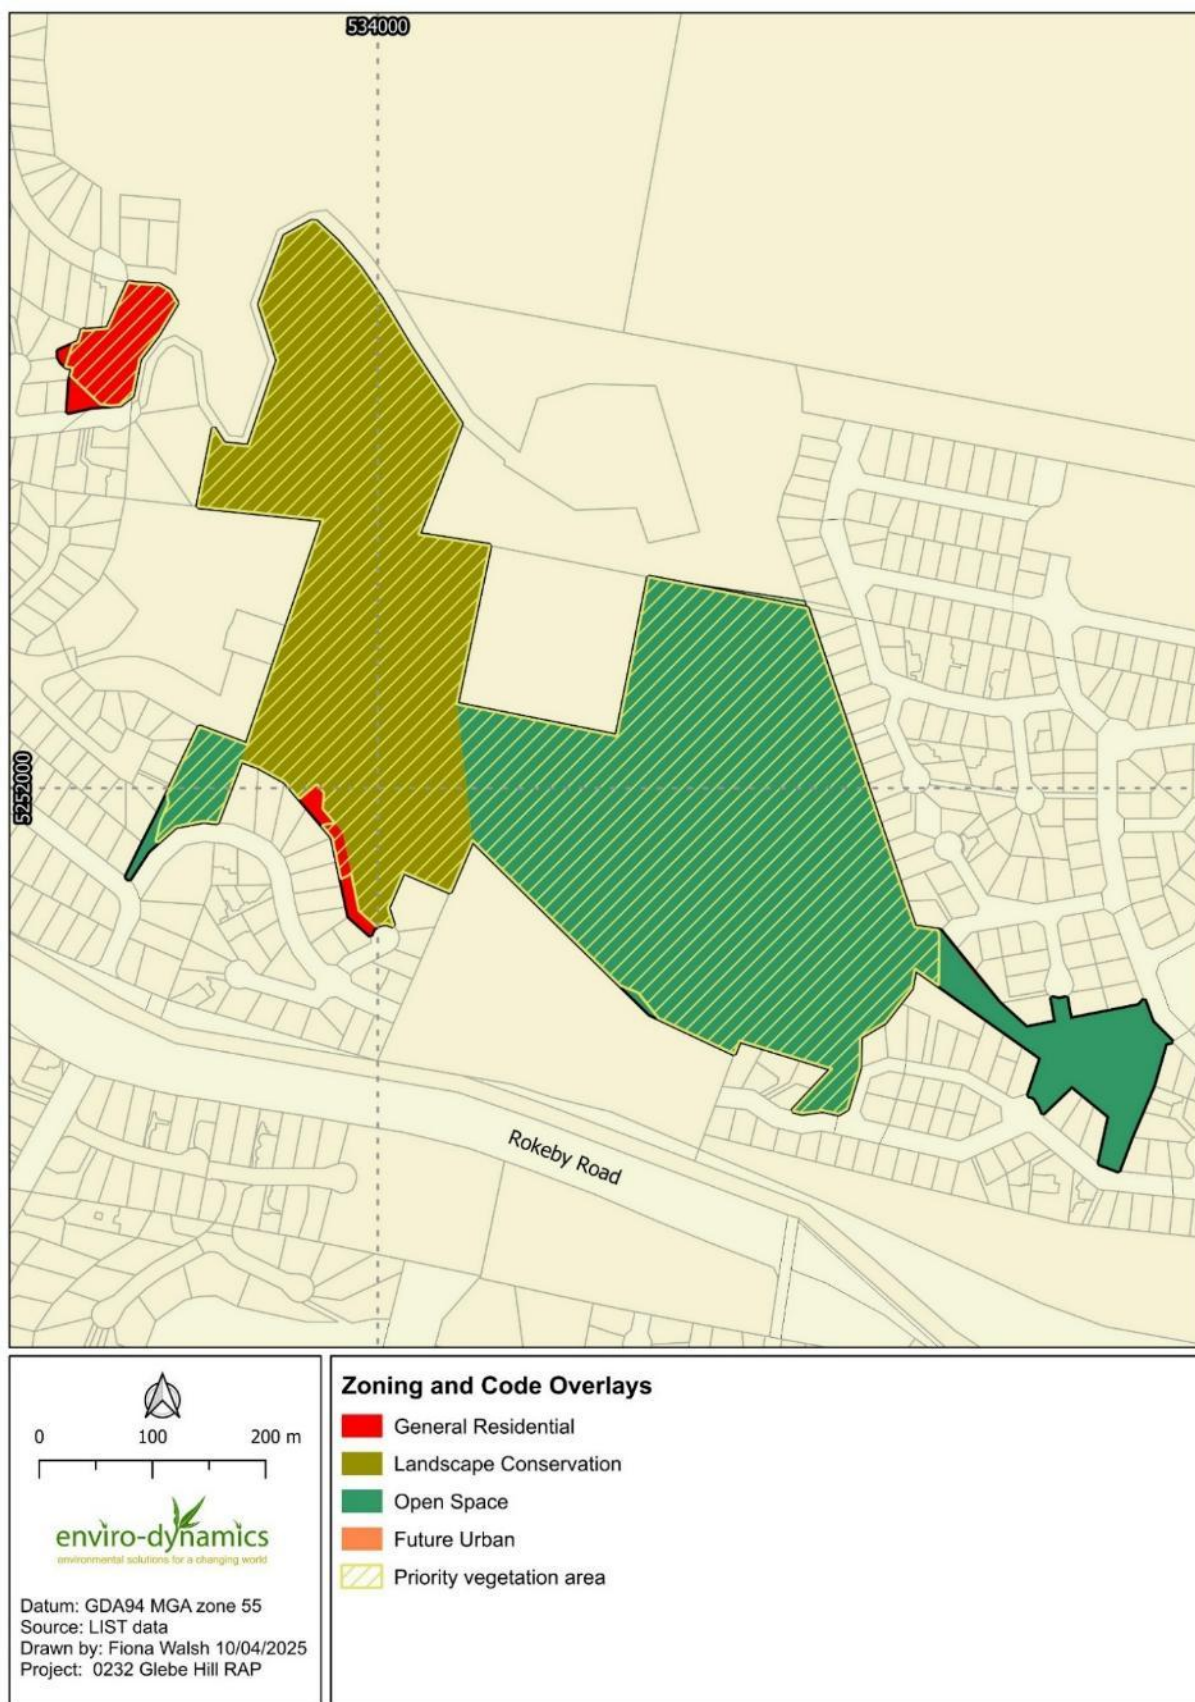 534000
5252000
Rokeby Road
0 100 200 m
enviro-dynamics
environmental solutions for a changing world
Datum: GDA94 MGA zone 55
Source: LIST data
Drawn by: Fiona Walsh 10/04/2025
Project: 0232 Glebe Hill RAP
Zoning and Code Overlays
General Residential
Landscape Conservation
Open Space
Future Urban
Priority vegetation area